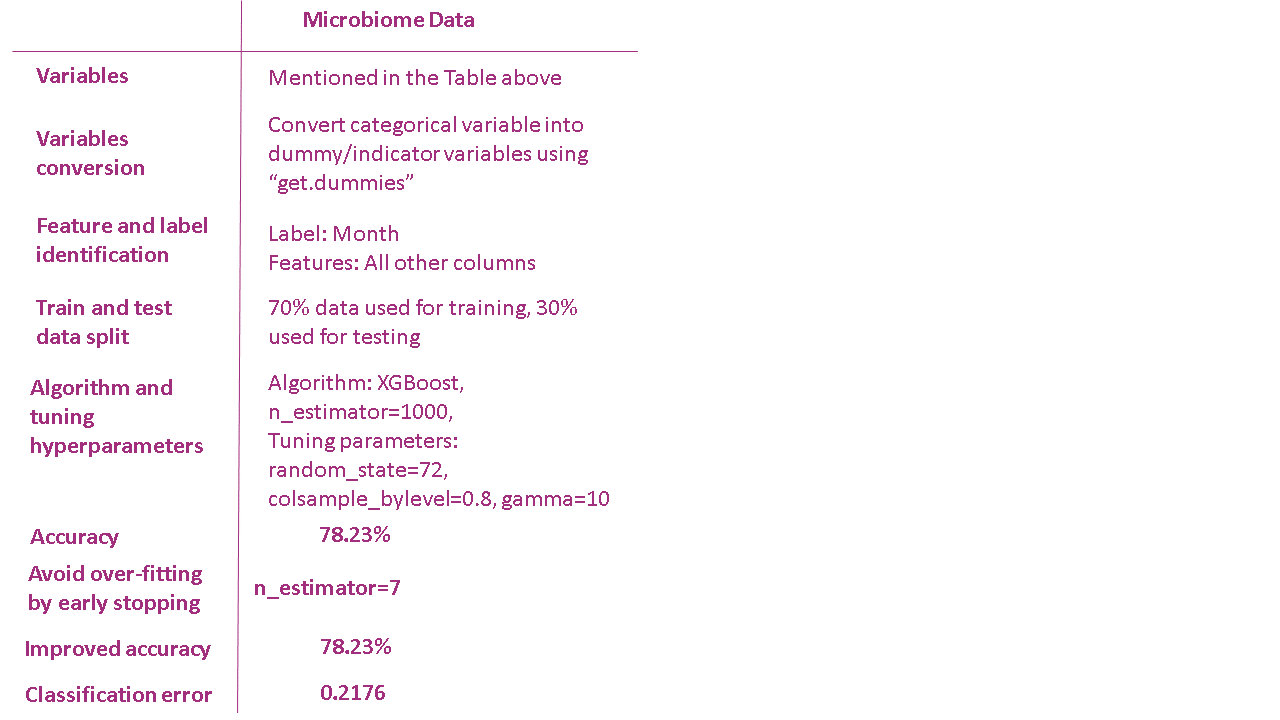 Microbiome Data
Variables
Mentioned in the Table above
Variables
conversion
Convert categorical variable into
dummy/indicator variables using
“get.dummies”
Feature and label
identification
Label: Month
Features: All other columns
Train and test
data split
70% data used for training, 30%
used for testing
Algorithm and
tuning
hyperparameters
Algorithm: XGBoost,
n_estimator=1000,
Tuning parameters:
random_state=72,
colsample_bylevel=0.8, gamma=10
Accuracy
78.23%
Avoid over-fitting
by early stopping
n_estimator=7
Improved accuracy
78.23%
Classification error
0.2176